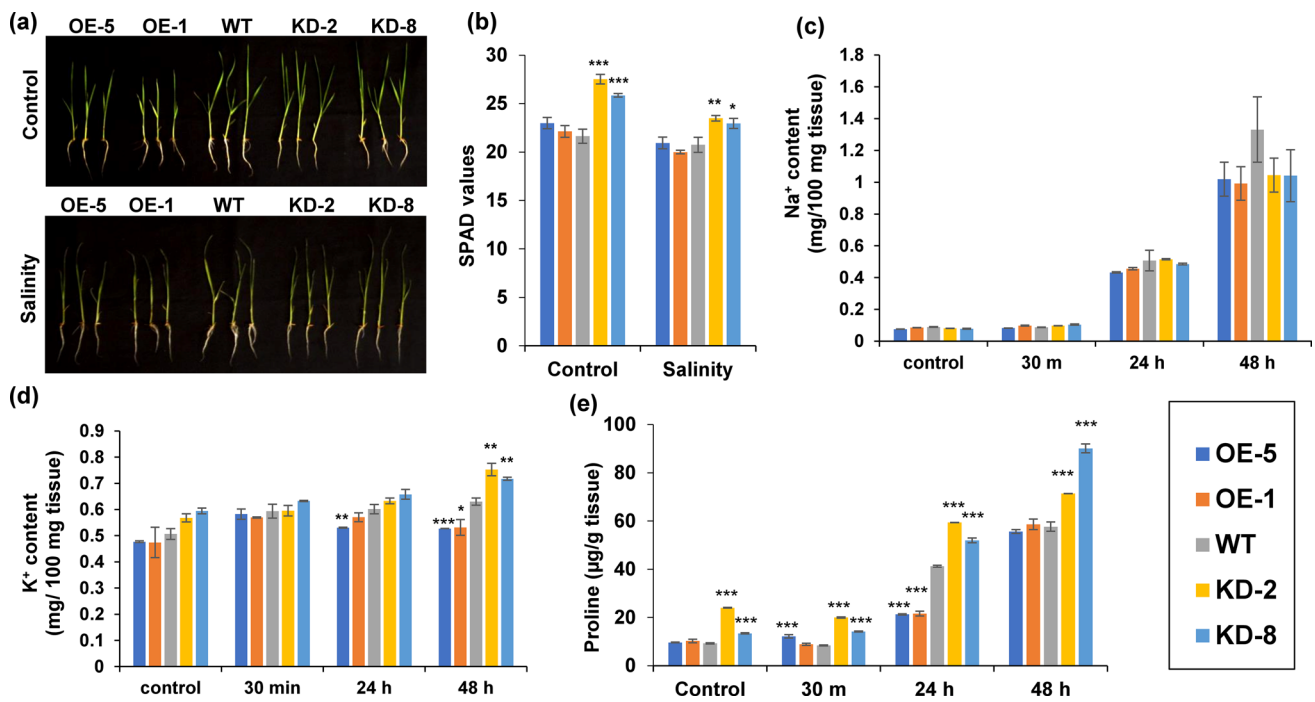 (a)
OE-5 OE-1 WT KD-2 KD-8
Control
OE-5 OE-1 WT KD-2 KD-8
Salinity
(b)
SPAD values
30
25
20
15
10
5
0
*** ***
** *
Control Salinity
(c)
Na⁺ content
(mg/100 mg tissue)
1.8
1.6
1.4
1.2
1
0.8
0.6
0.4
0.2
0
control 30 m 24 h 48 h
(d)
K⁺ content
(mg/ 100 mg tissue)
0.9
0.8
0.7
0.6
0.5
0.4
0.3
0.2
0.1
0
**
*** * ** **
control 30 min 24 h 48 h
(e)
Proline (µg/g tissue)
100
80
60
40
20
0
*** ***
*** *** ***
*** *** *** ***
*** ***
Control 30 m 24 h 48 h
OE-5
OE-1
WT
KD-2
KD-8